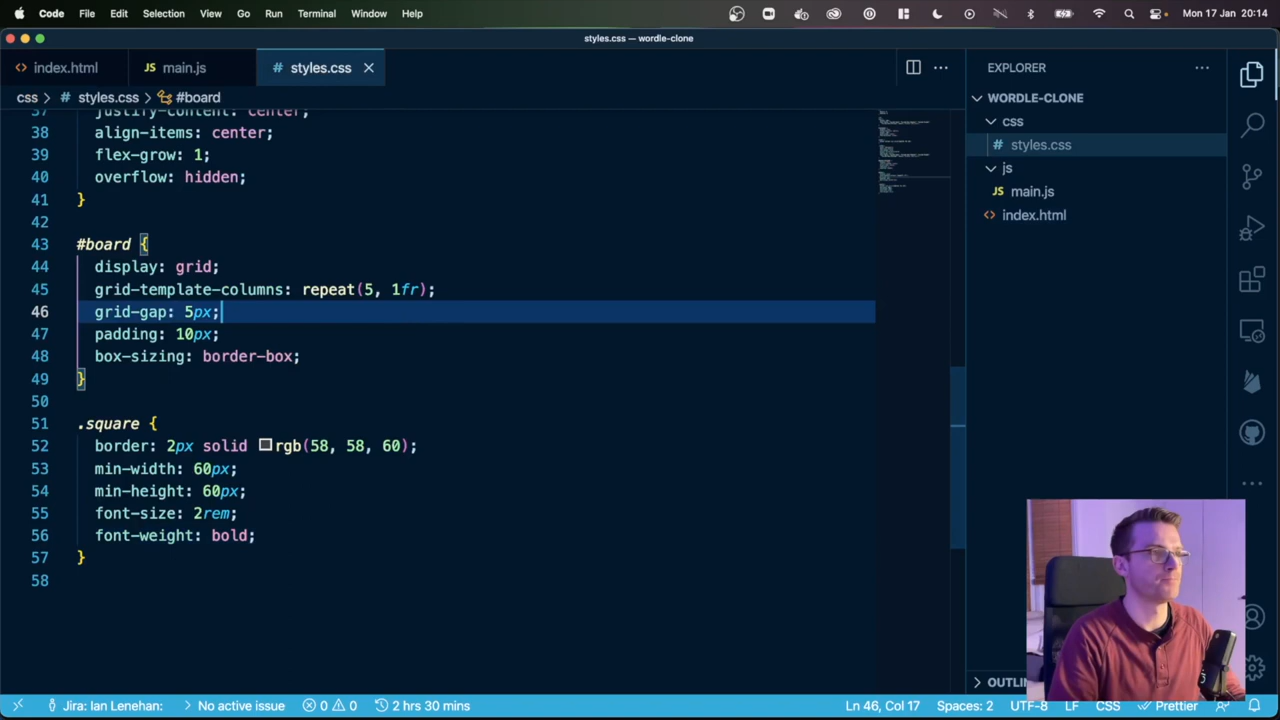 Code File Edit Selection View Go Run Terminal Window Help Mon 17 Jan 20:14
styles.css — wordle-clone
index.html main.js styles.css
css > # styles.css > #board
37 justify-content: center;
38 align-items: center;
39 flex-grow: 1;
40 overflow: hidden;
41 }
42
43 #board {
44 display: grid;
45 grid-template-columns: repeat(5, 1fr);
46 grid-gap: 5px;
47 padding: 10px;
48 box-sizing: border-box;
49 }
50
51 .square {
52 border: 2px solid rgb(58, 58, 60);
53 min-width: 60px;
54 min-height: 60px;
55 font-size: 2rem;
56 font-weight: bold;
57 }
58
EXPLORER
WORDLE-CLONE
css
# styles.css
js
JS main.js
index.html
OUTLIN
Jira: Ian Lenehan: No active issue 0 0 2 hrs 30 mins Ln 46, Col 17 Spaces: 2 UTF-8 LF CSS Prettier